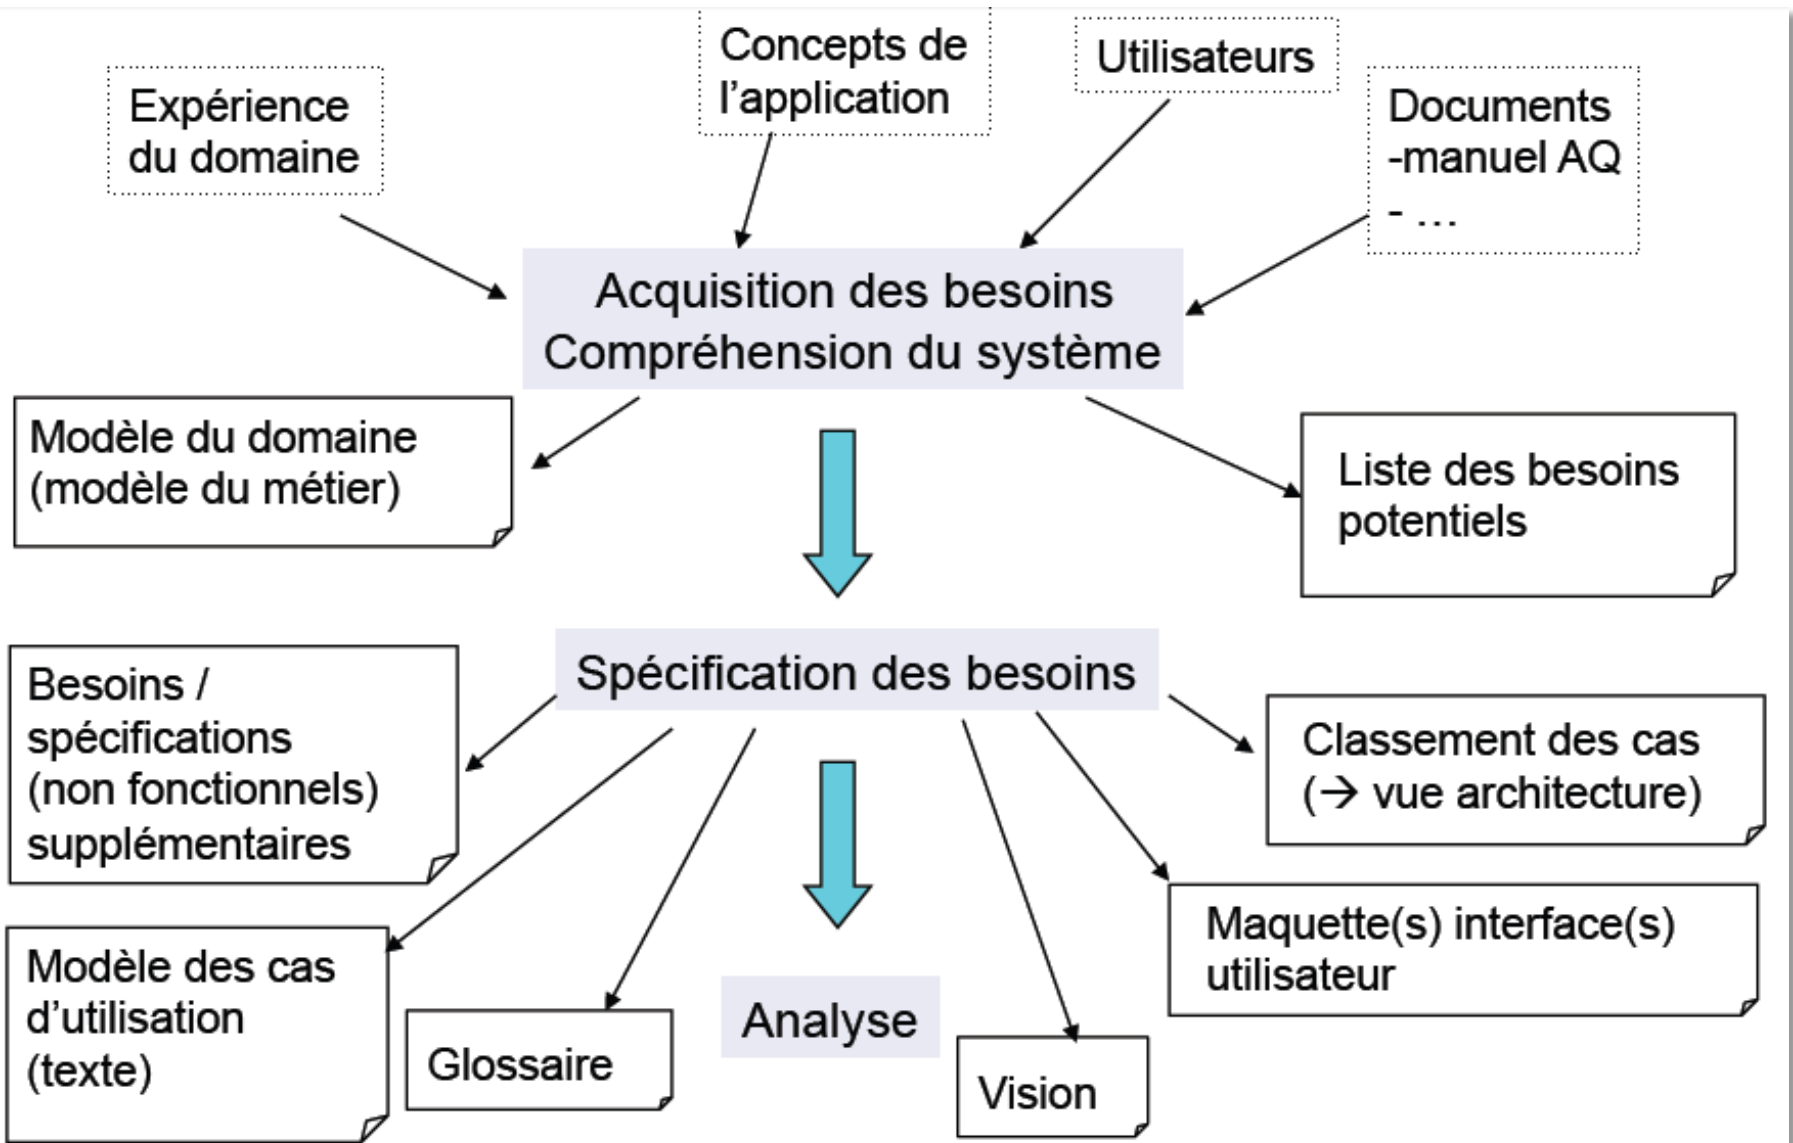 Concepts de
l'application
Utilisateurs
Expérience
du domaine
Documents
-manuel AQ
- ...
Acquisition des besoins
Compréhension du système
Modèle du domaine
(modèle du métier)
Liste des besoins
potentiels
Spécification des besoins
Besoins /
spécifications
(non fonctionnels)
supplémentaires
Classement des cas
(→ vue architecture)
Maquette(s) interface(s)
utilisateur
Modèle des cas
d'utilisation
(texte)
Glossaire
Analyse
Vision